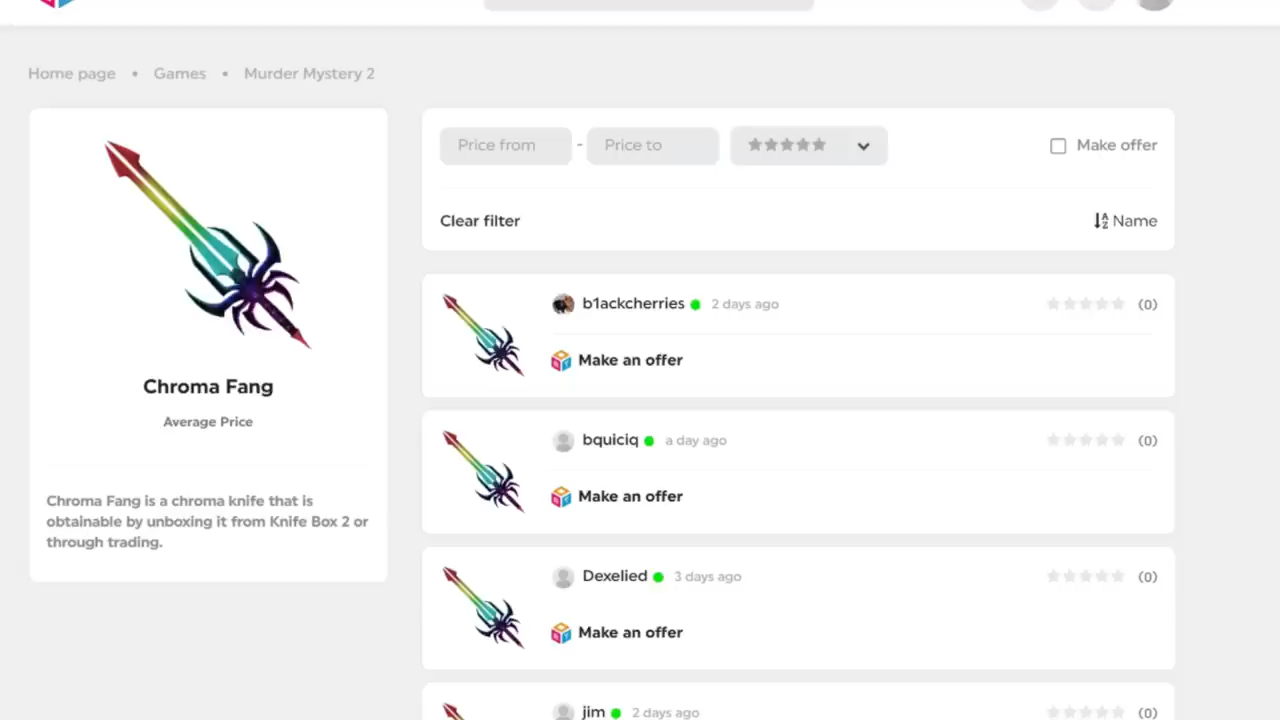 Home page • Games • Murder Mystery 2
Price from - Price to
Make offer
Clear filter
Name
Chroma Fang
Average Price
Chroma Fang is a chroma knife that is
obtainable by unboxing it from Knife Box 2 or
through trading.
b1ackcherries 2 days ago (0)
Make an offer
bquiciq a day ago (0)
Make an offer
Dexelied 3 days ago (0)
Make an offer
jim 2 days ago (0)